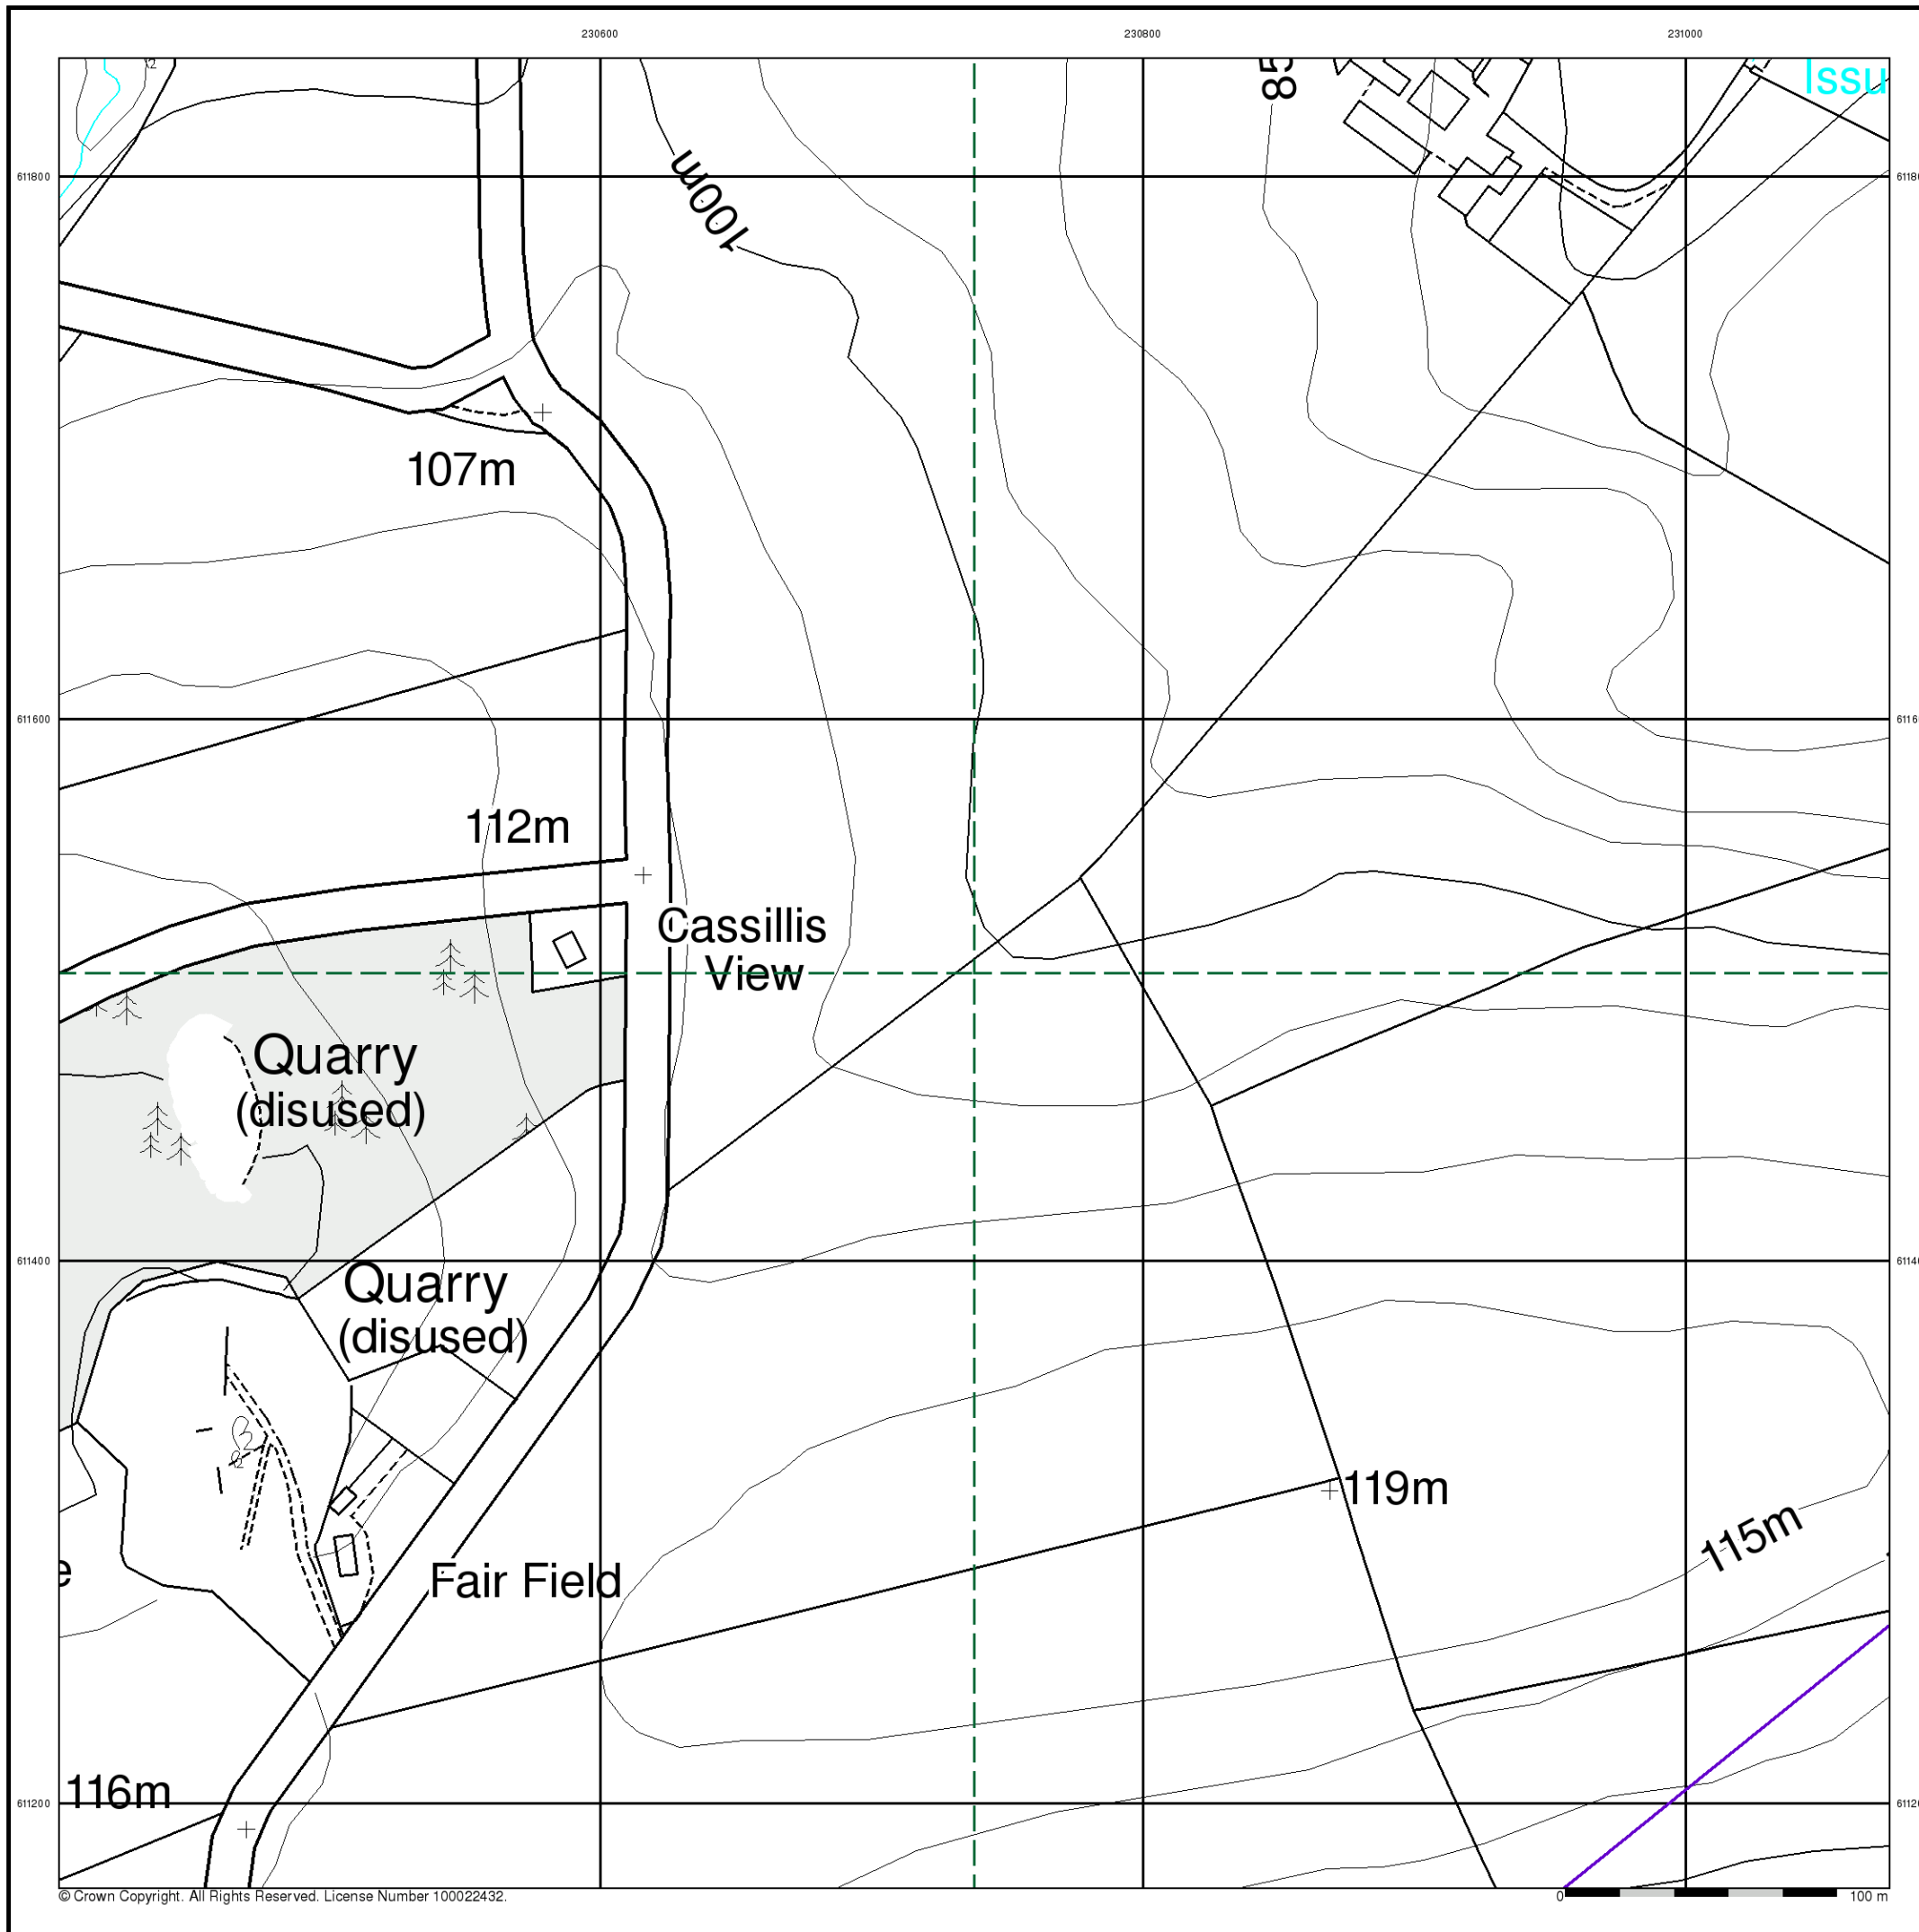 230600 230800 231000
85
Issu
611800
100m
107m
611600
112m
Cassillis
View
Quarry
(disused)
611400
Quarry
(disused)
119m
115m
Fair Field
116m
611200
© Crown Copyright. All Rights Reserved. License Number 100022432.
0 100 m